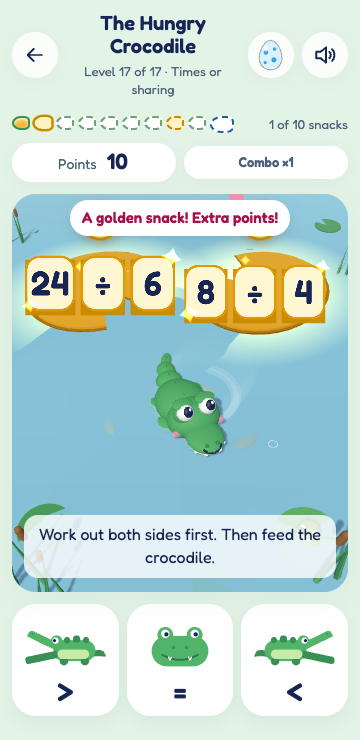 The Hungry
Crocodile
Level 17 of 17 · Times or
sharing
1 of 10 snacks
Points 10
Combo ×1
A golden snack! Extra points!
24 ÷ 6
8 ÷ 4
Work out both sides first. Then feed the
crocodile.
> = <